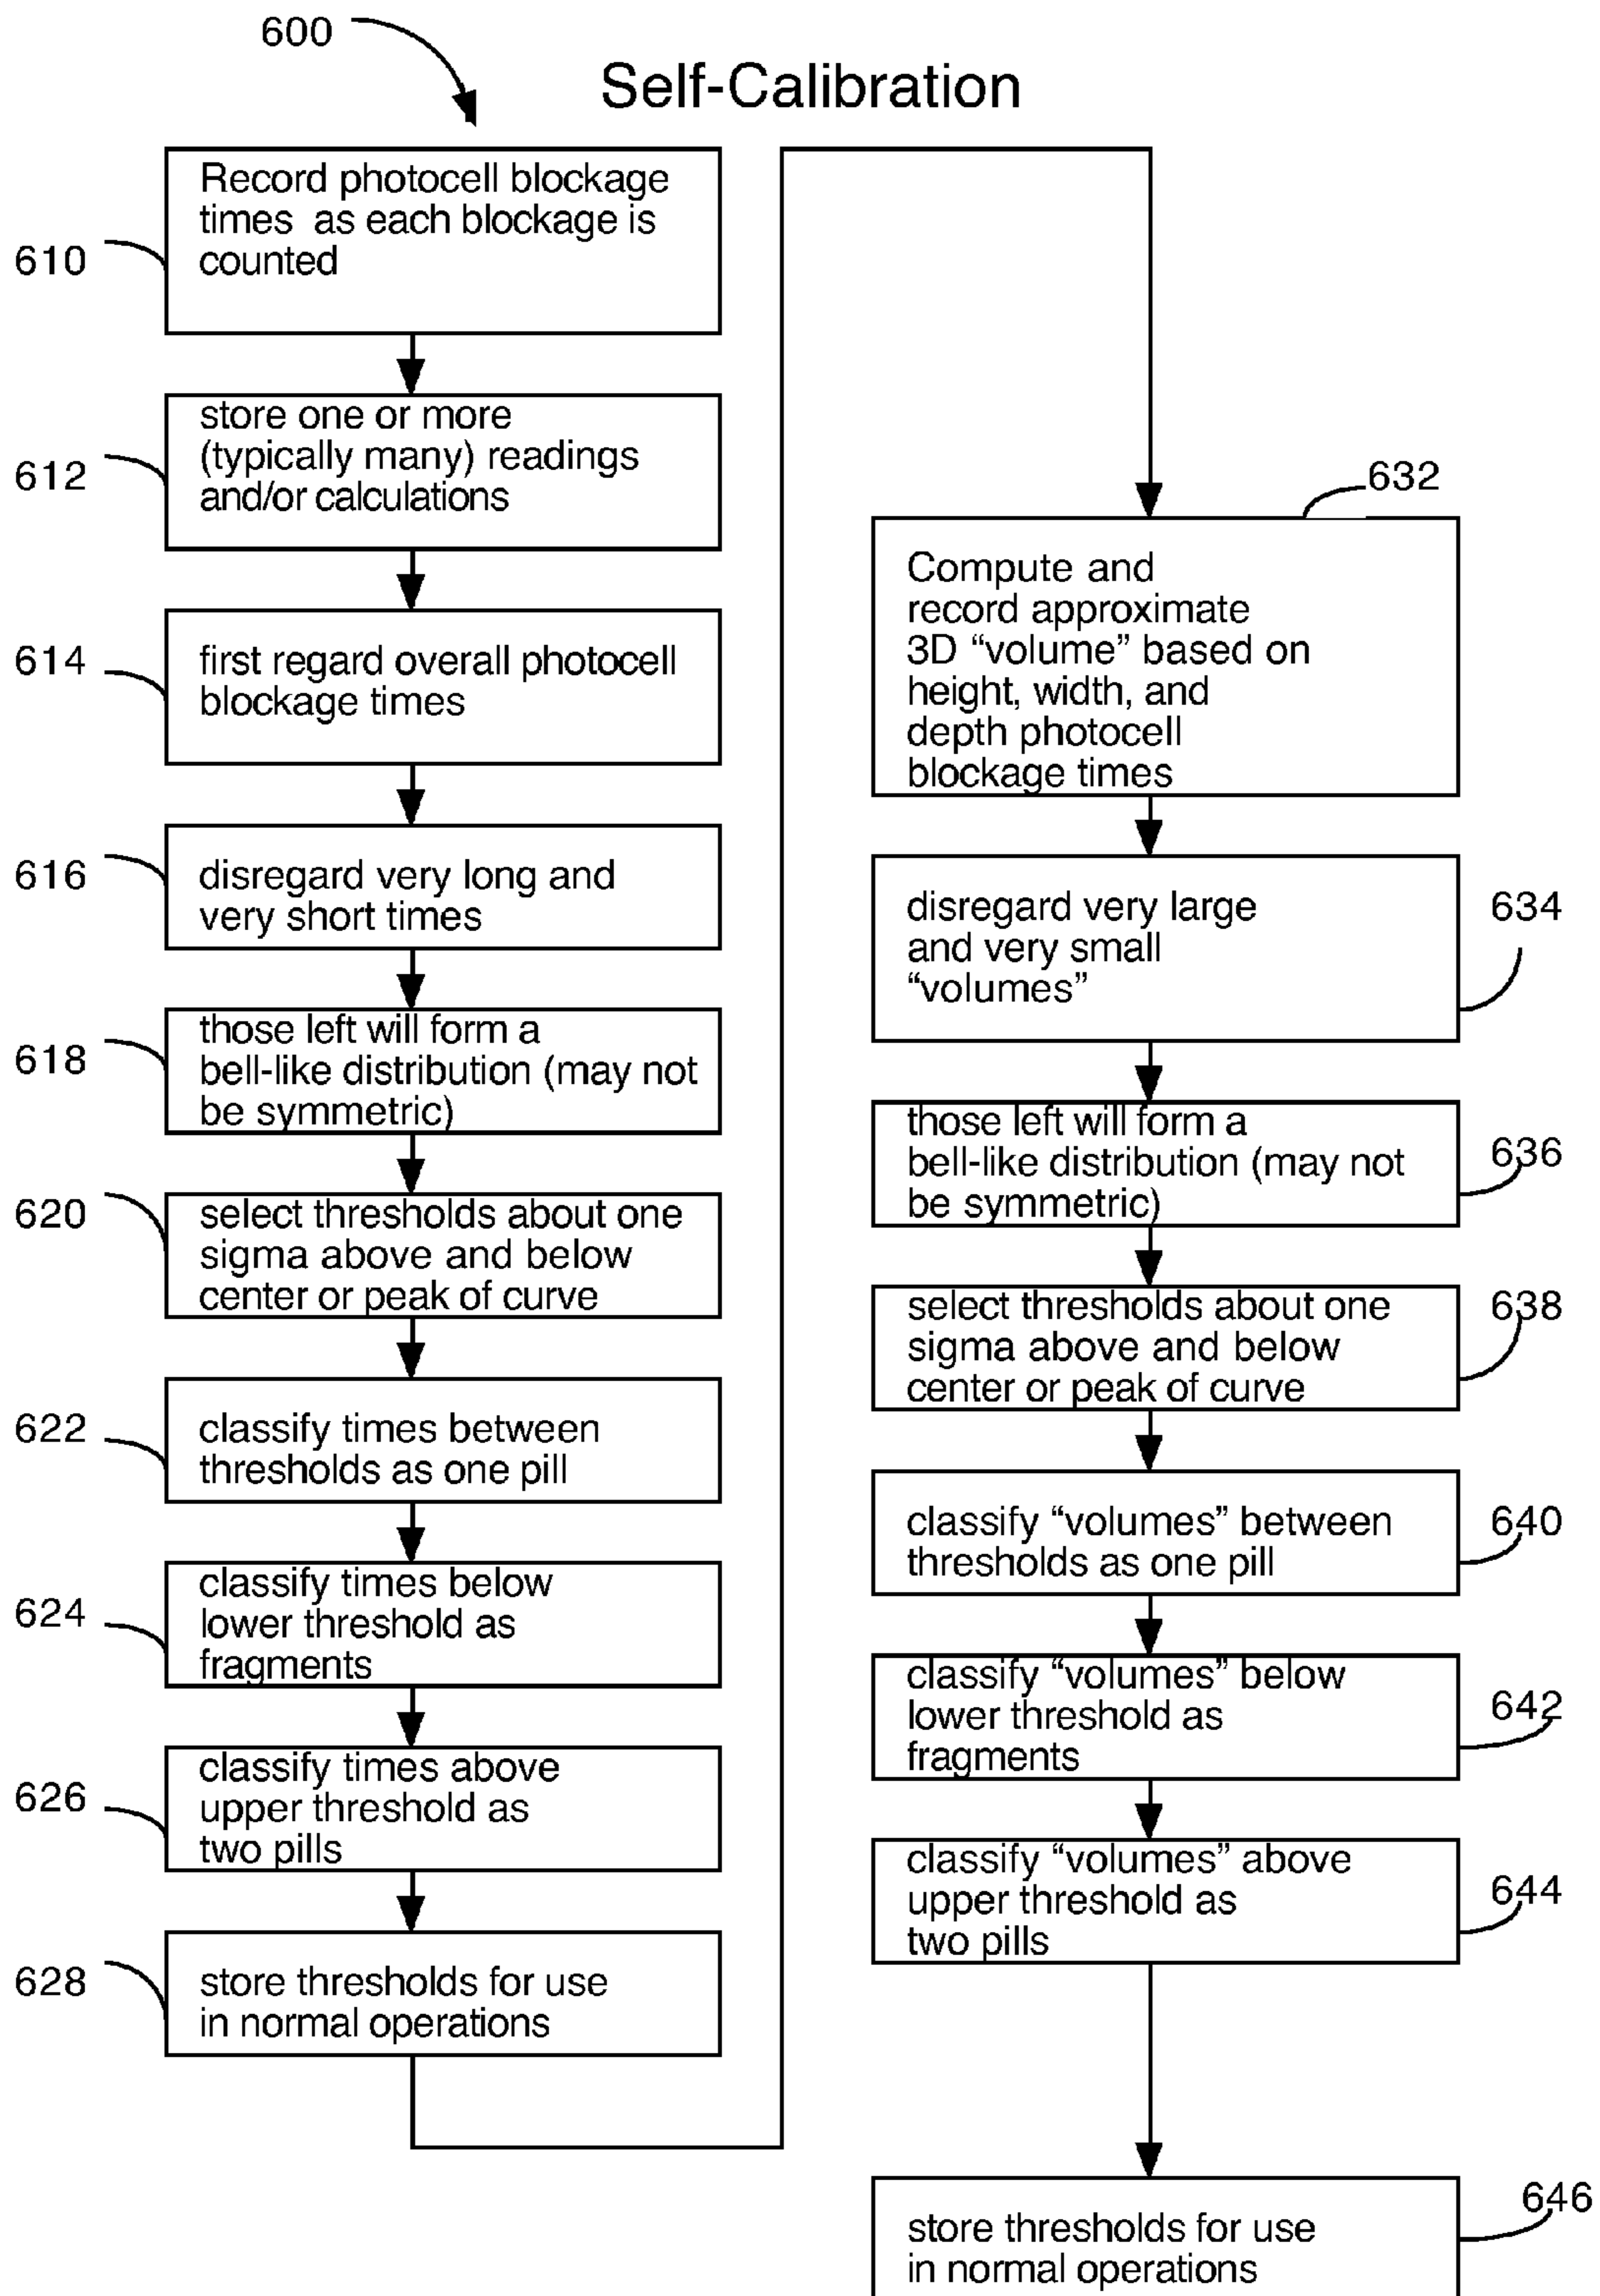 600
Self-Calibration
610
Record photocell blockage
times as each blockage is
counted
612
store one or more
(typically many) readings
and/or calculations
614
first regard overall photocell
blockage times
616
disregard very long and
very short times
618
those left will form a
bell-like distribution (may not
be symmetric)
620
select thresholds about one
sigma above and below
center or peak of curve
622
classify times between
thresholds as one pill
624
classify times below
lower threshold as
fragments
626
classify times above
upper threshold as
two pills
628
store thresholds for use
in normal operations
632
Compute and
record approximate
3D “volume” based on
height, width, and
depth photocell
blockage times
634
disregard very large
and very small
“volumes”
636
those left will form a
bell-like distribution (may not
be symmetric)
638
select thresholds about one
sigma above and below
center or peak of curve
640
classify “volumes” between
thresholds as one pill
642
classify “volumes” below
lower threshold as
fragments
644
classify “volumes” above
upper threshold as
two pills
646
store thresholds for use
in normal operations